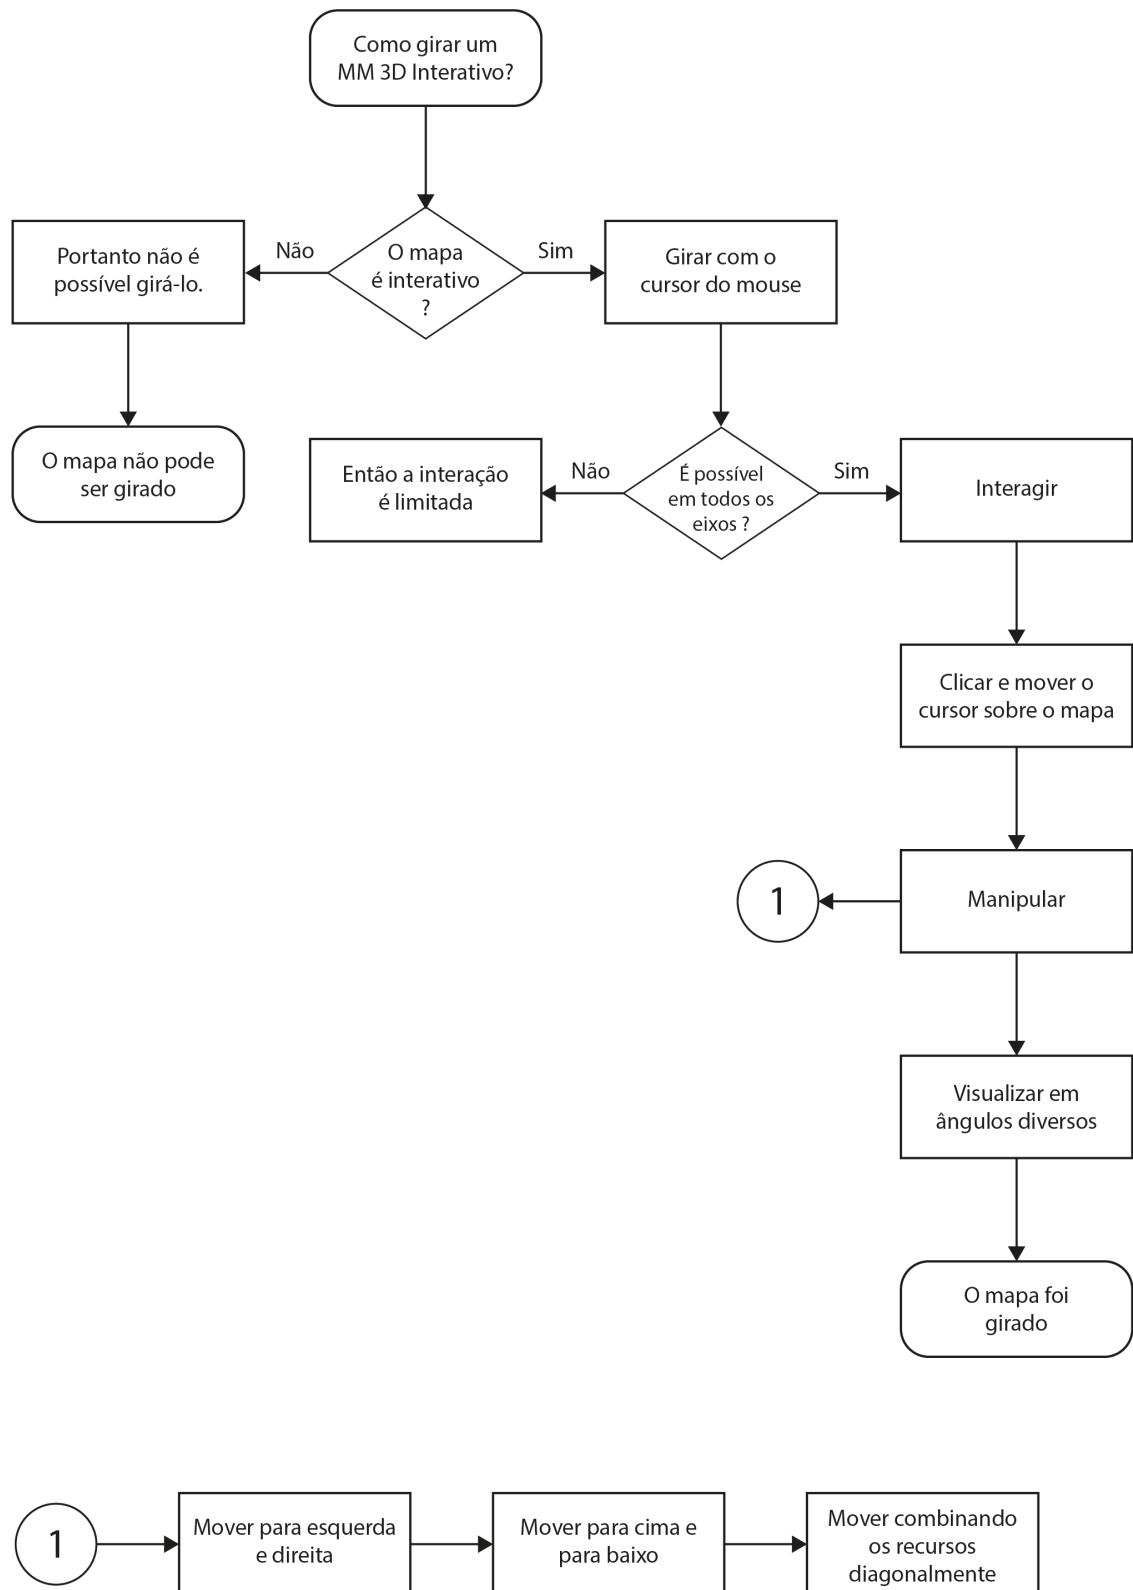 Como girar um
MM 3D Interativo?
Portanto não é
possível girá-lo.
Não
O mapa
é interativo
?
Sim
Girar com o
cursor do mouse
O mapa não pode
ser girado
Então a interação
é limitada
Não
É possível
em todos os
eixos ?
Sim
Interagir
Clicar e mover o
cursor sobre o mapa
1
Manipular
Visualizar em
ângulos diversos
O mapa foi
girado
1
Mover para esquerda
e direita
Mover para cima e
para baixo
Mover combinando
os recursos
diagonalmente